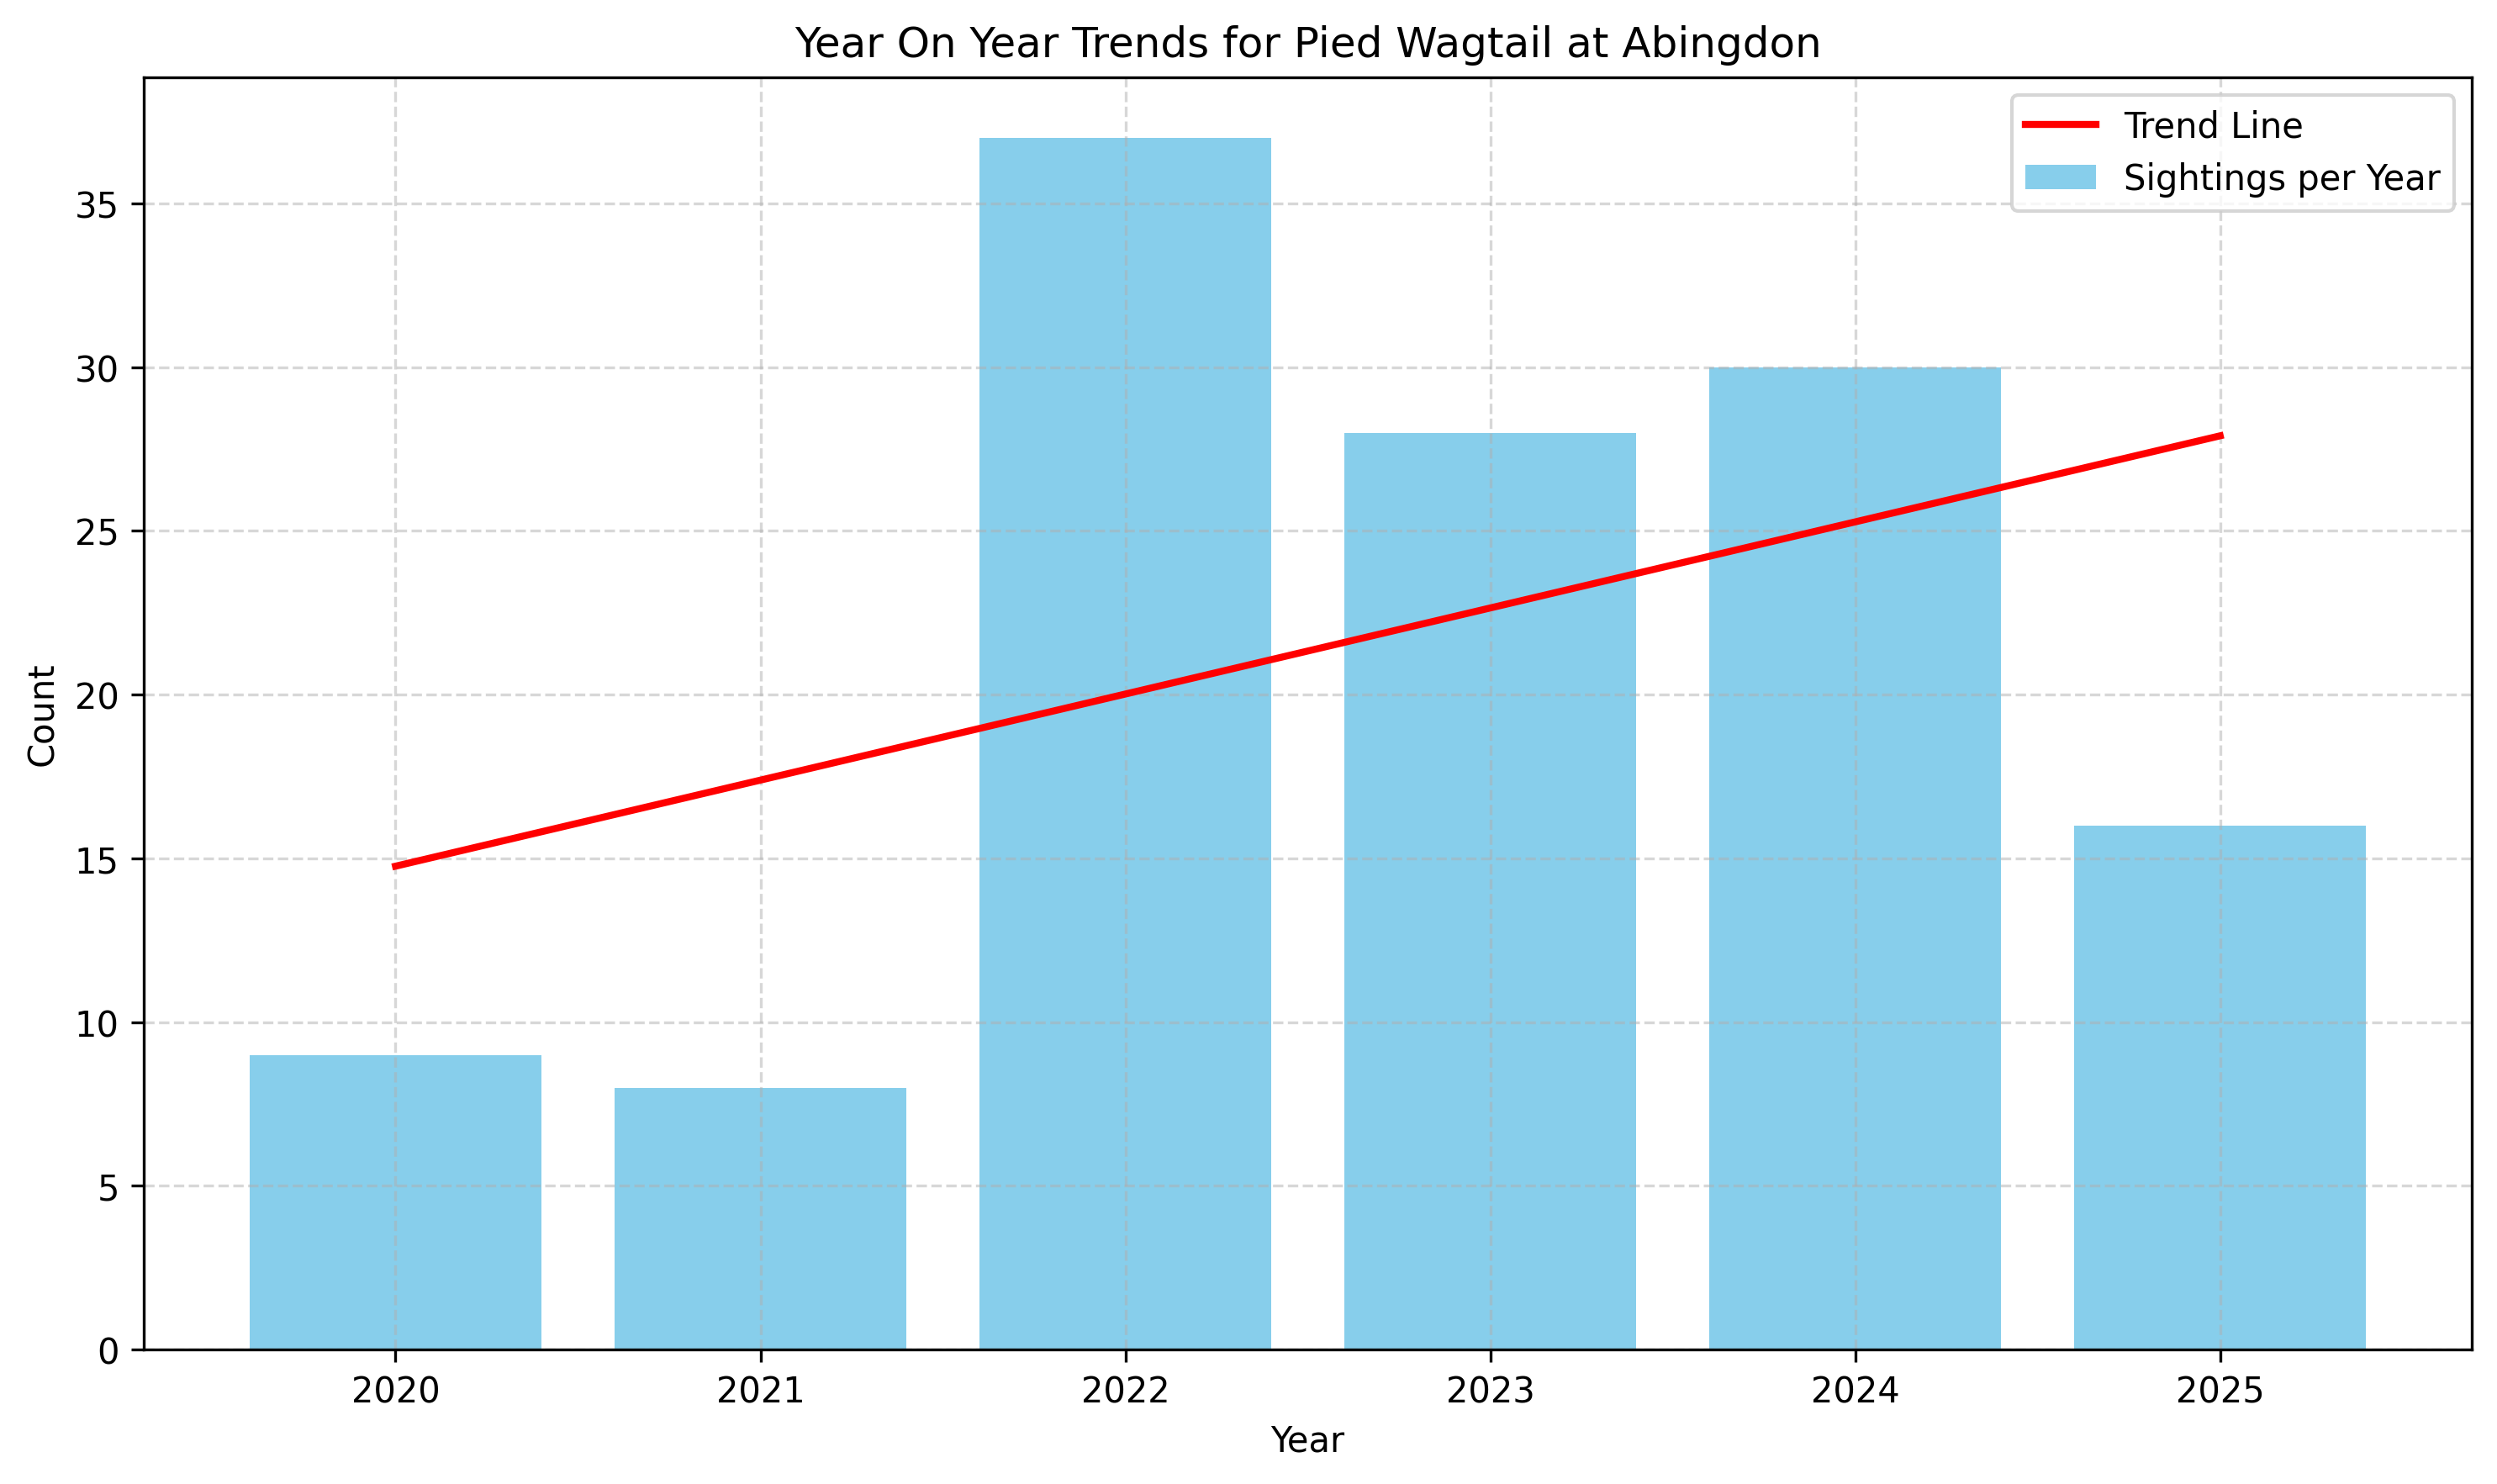 Year On Year Trends for Pied Wagtail at Abingdon
Trend Line
Sightings per Year
35
30
25
20
15
10
5
0
Count
2020 2021 2022 2023 2024 2025
Year